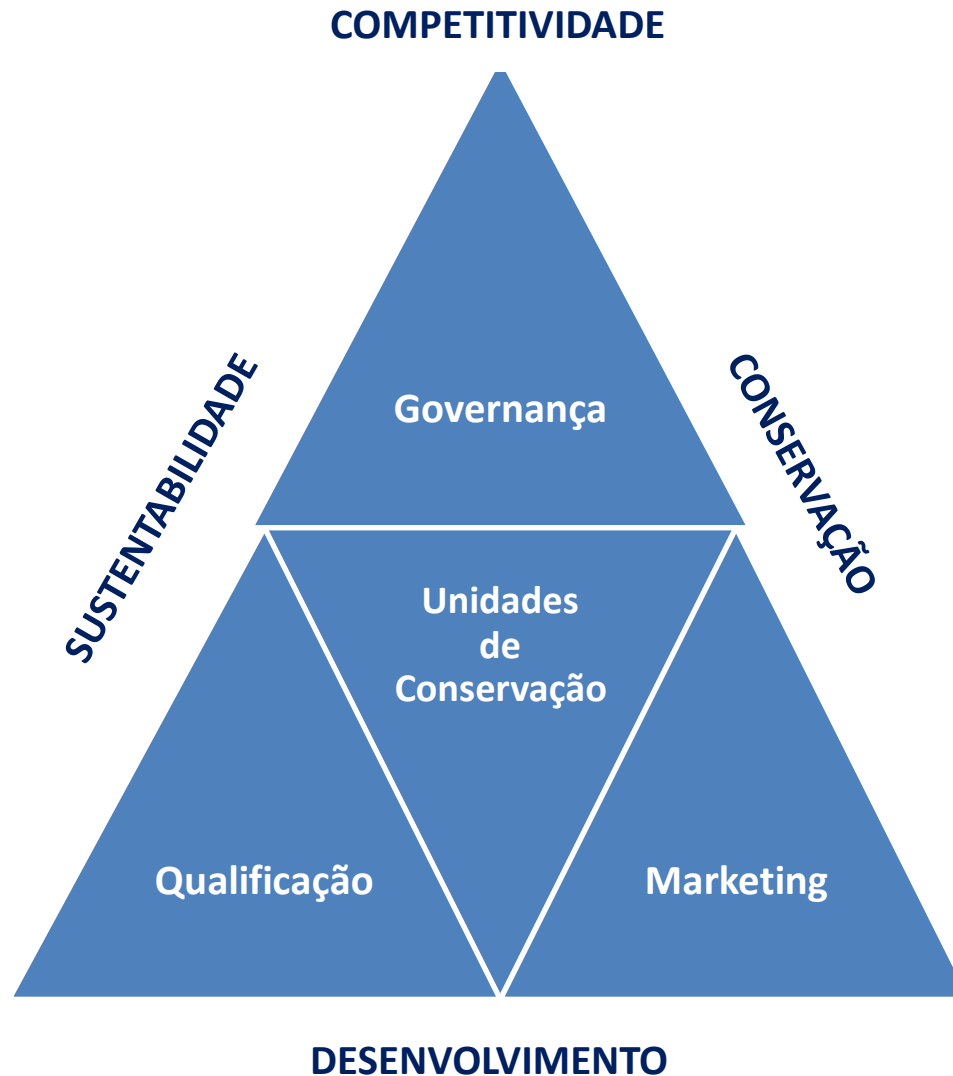 COMPETITIVIDADE
SUSTENTABILIDADE
CONSERVAÇÃO
Governança
Unidades
de
Conservação
Qualificação
Marketing
DESENVOLVIMENTO